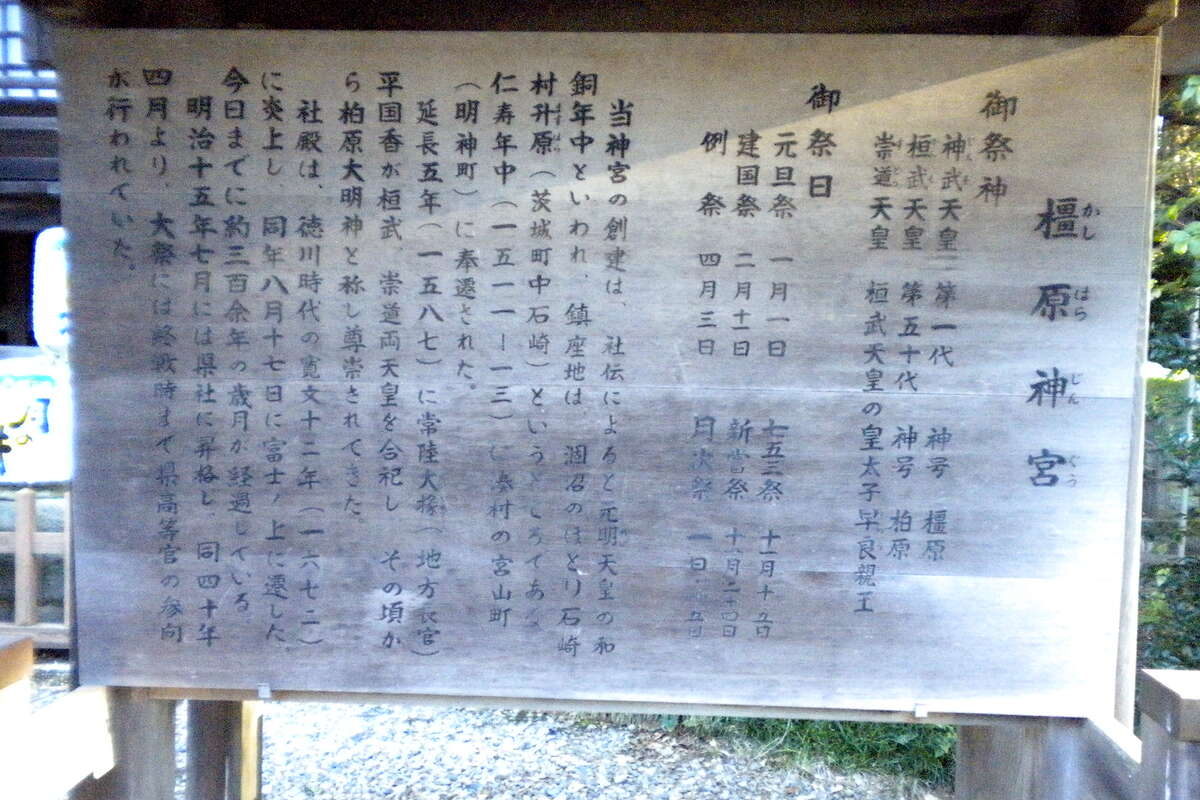 橿原神宮
かし はら じん ぐう
御祭神
神武天皇 第一代 神号 橿原
桓武天皇 第五十代 神号 柏原
崇道天皇 桓武天皇の皇太子早良親王
御祭日
元旦祭 一月一日 七五三祭 十一月十五日
建国祭 二月十一日 新嘗祭 十一月二十日
例祭 四月三日 月次祭 一日 五日
当神宮の創建は、社伝によると元明天皇の和
銅年中といわれ、鎮座地は 涸沼のほとり石崎
村升原（茨城町中石崎）というところである
仁寿年中（一五一一ー一三） 湊村の宮山町
（明神町）に奉遷された。
延長五年（一五八七）に常陸大掾（地方長官）
平国香が桓武、崇道両天皇を合祀し その頃か
ら柏原大明神と称し尊崇されてきた。
社殿は、徳川時代の寛文十二年（一六七二）
に炎上し、同年八月十七日に富士ノ上に遷した。
今日までに約三百余年の歳月が経過している。
明治十五年七月には県社に昇格し、同四十年
四月より、大祭には終戦時まで県高等官の参向
が行われていた。